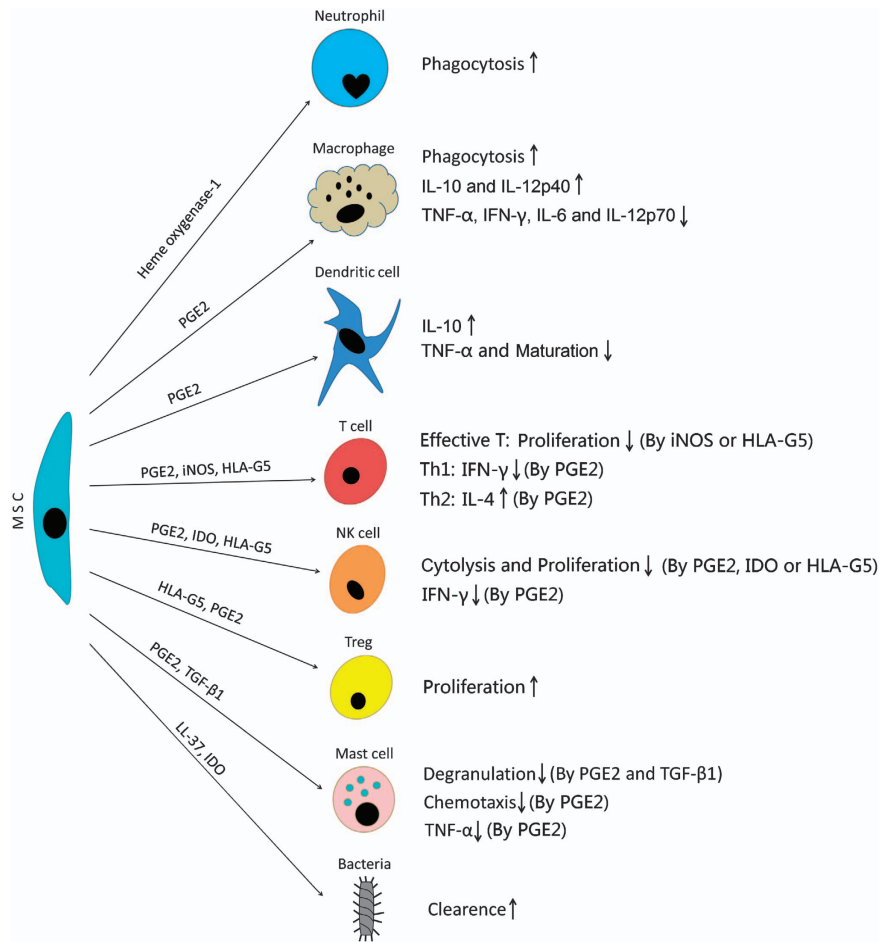 Neutrophil
Phagocytosis ↑
Heme oxygenase-1
Macrophage
Phagocytosis ↑
IL-10 and IL-12p40 ↑
TNF-α, IFN-γ, IL-6 and IL-12p70 ↓
PGE2
Dendritic cell
IL-10 ↑
TNF-α and Maturation ↓
PGE2
T cell
Effective T: Proliferation ↓ (By iNOS or HLA-G5)
Th1: IFN-γ ↓ (By PGE2)
Th2: IL-4 ↑ (By PGE2)
PGE2, iNOS, HLA-G5
MSC
NK cell
Cytolysis and Proliferation ↓ (By PGE2, IDO or HLA-G5)
IFN-γ ↓ (By PGE2)
PGE2, IDO, HLA-G5
Treg
Proliferation ↑
HLA-G5, PGE2
Mast cell
Degranulation ↓ (By PGE2 and TGF-β1)
Chemotaxis ↓ (By PGE2)
TNF-α ↓ (By PGE2)
PGE2, TGF-β1
Bacteria
Clearence ↑
LL-37, IDO